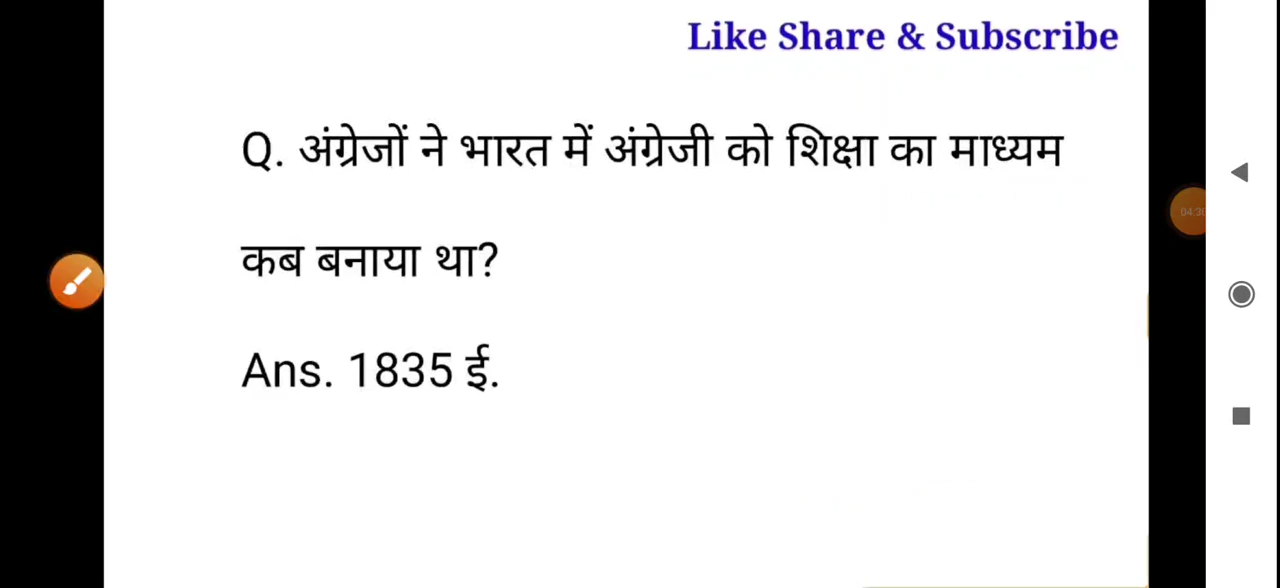 Like Share & Subscribe
Q. अंग्रेजों ने भारत में अंग्रेजी को शिक्षा का माध्यम
कब बनाया था?
Ans. 1835 ई.